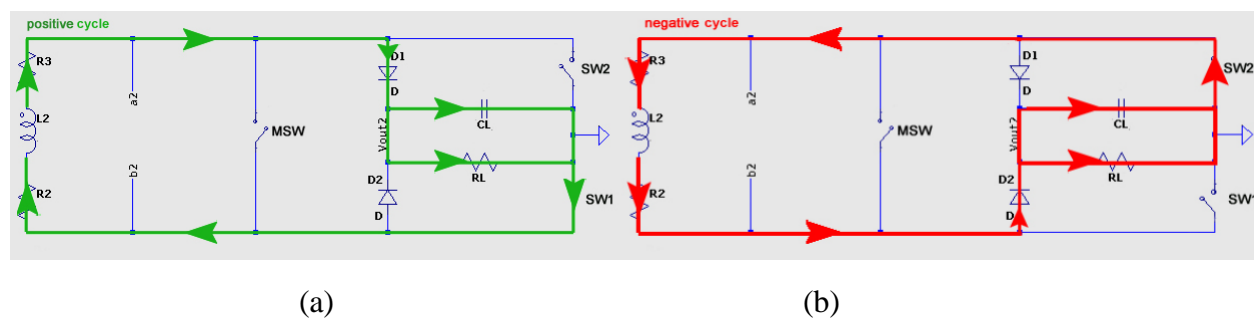 positive cycle
R3
a2
D1
D
SW2
L2
MSW
Vout2
CL
R2
b2
D2
D
RL
SW1
negative cycle
R3
a2
D1
D
SW2
L2
MSW
Vout2
CL
R2
b2
D2
D
RL
SW1
(a)
(b)